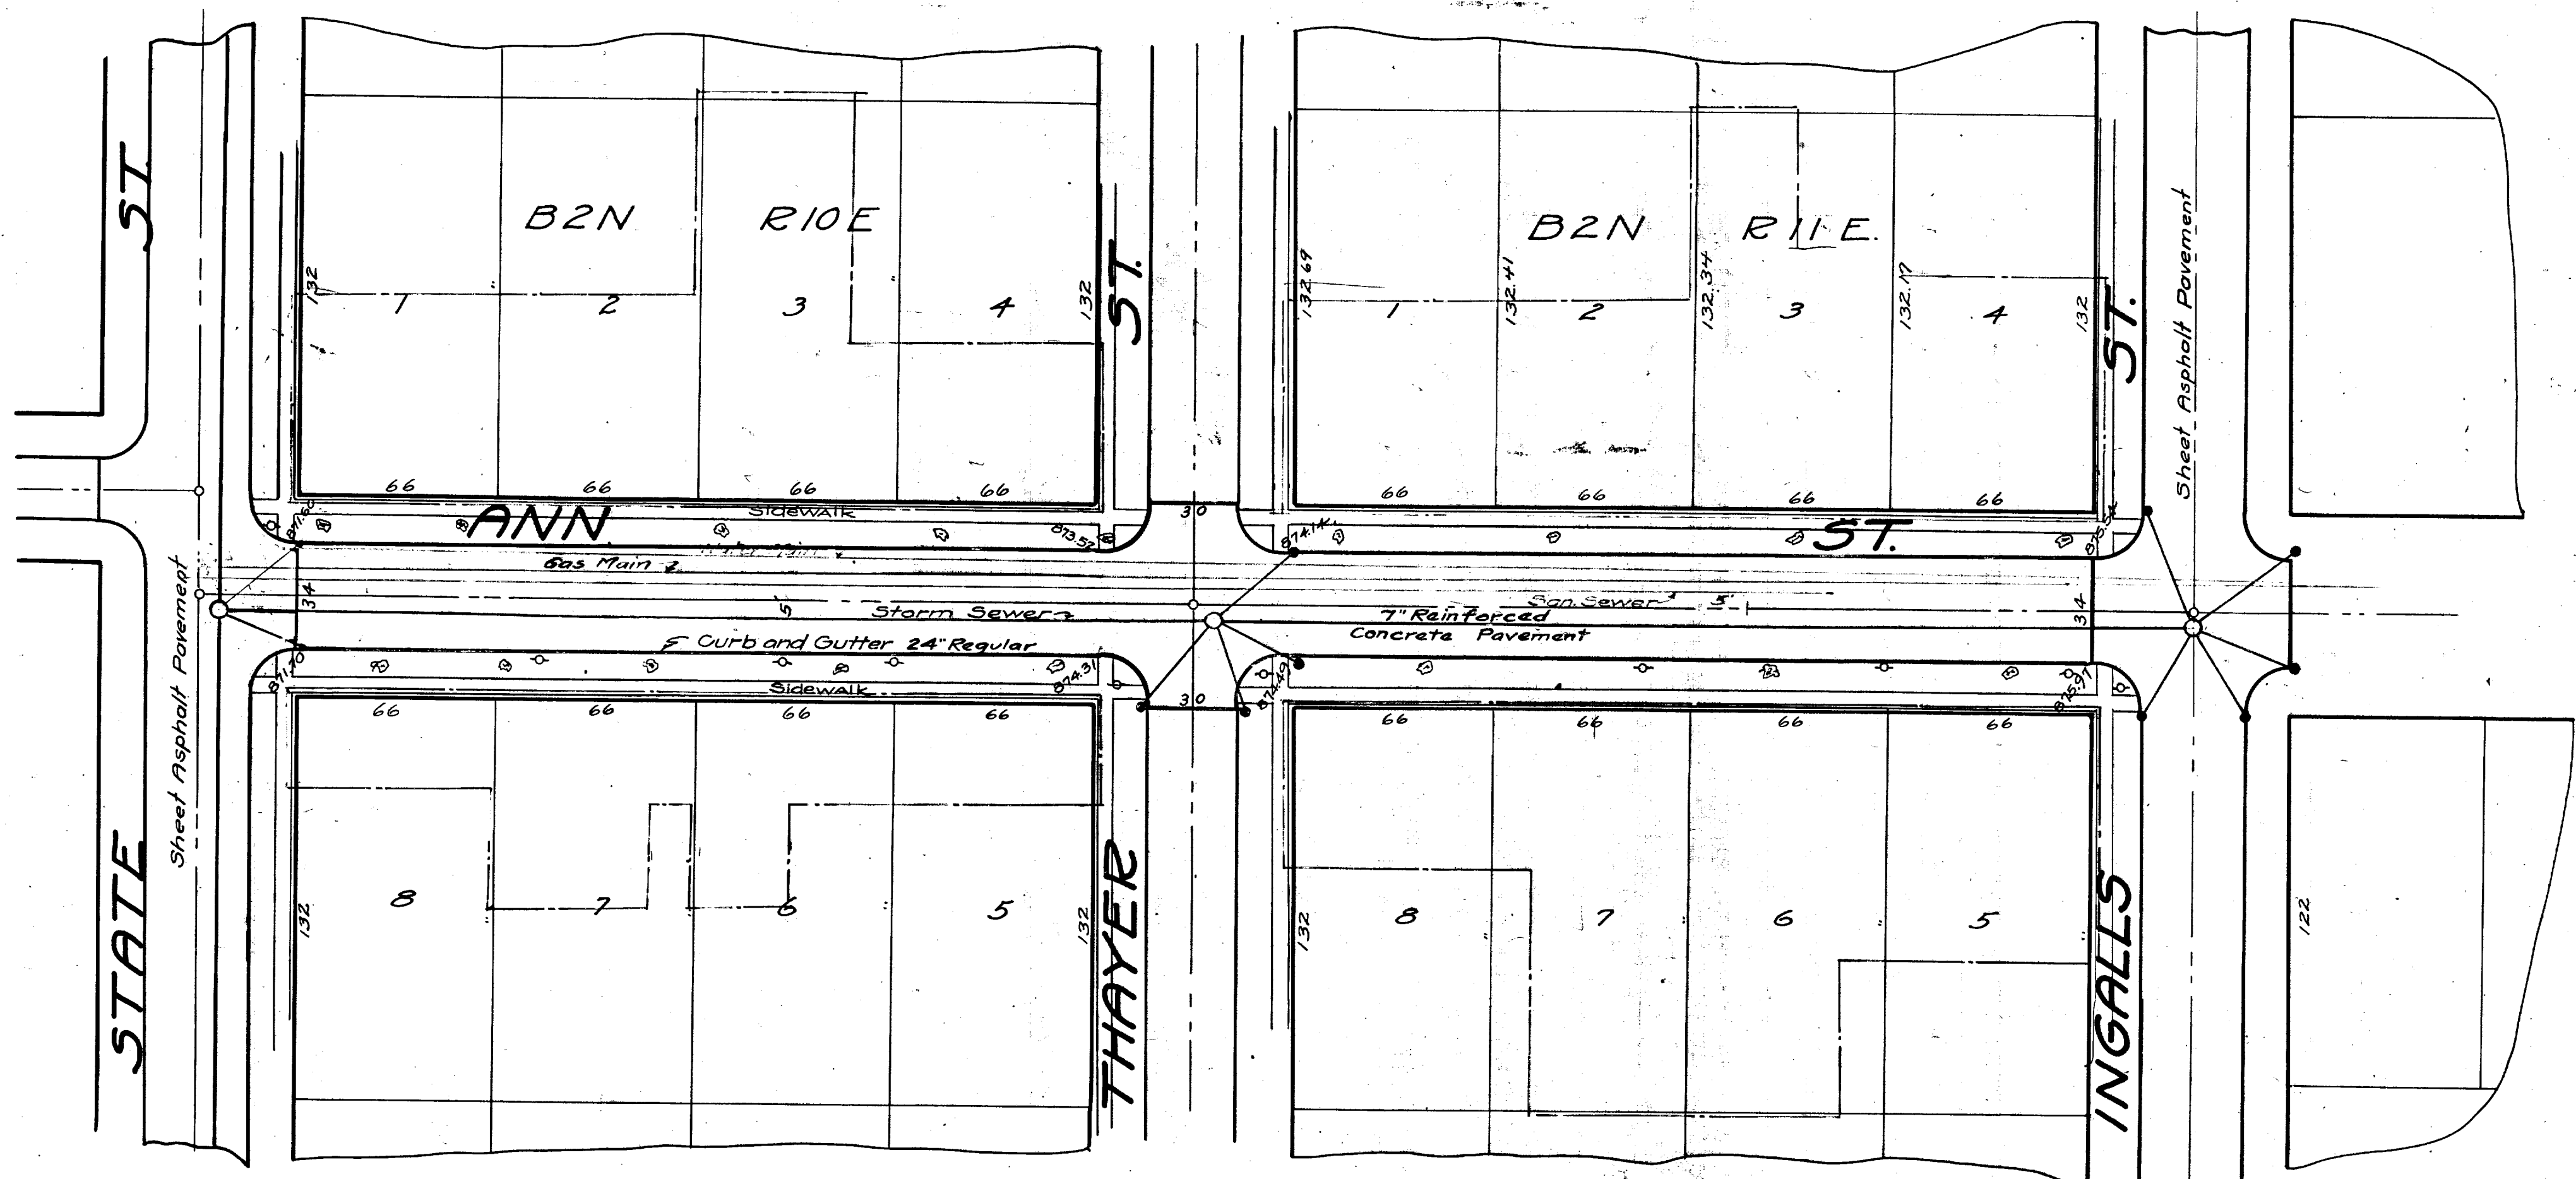 STATE ST.
Sheet Asphalt Pavement
B2N R10E
132
1 2 3 4
132
66 66 66 66
Sidewalk
ANN ST.
873.52
Gas Main
34
5'
Storm Sewer
Curb and Gutter 24" Regular
871.70
874.31
Sidewalk
66 66 66 66
8 7 6 5
132
132
THAYER ST.
30
30
B2N R11E.
132.69
132.41
132.34
132.17
132
1 2 3 4
66 66 66 66
874.14
San. Sewer 5'
7" Reinforced
Concrete Pavement
34
875.97
66 66 66 66
8 7 6 5
132
INGALLS ST.
Sheet Asphalt Pavement
122